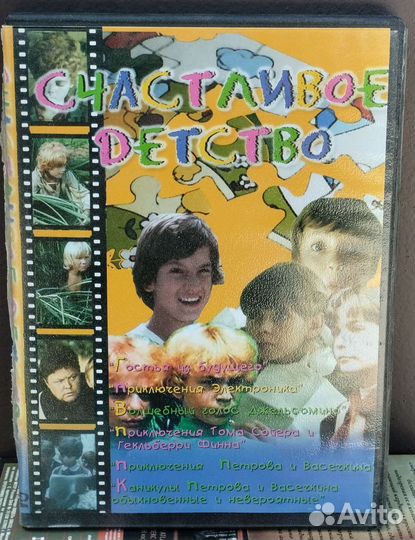 СЧАСТЛИВОЕ
ДЕТСТВО
"Гостья из будущего"
"Приключения Электроника"
"Волшебный голос Джельсомино"
"Приключения Тома Сойера и
Гекльберри Финна"
"Приключения Петрова и Васечкина
"Каникулы Петрова и Васечкина
обыкновенные и невероятные"
Avito